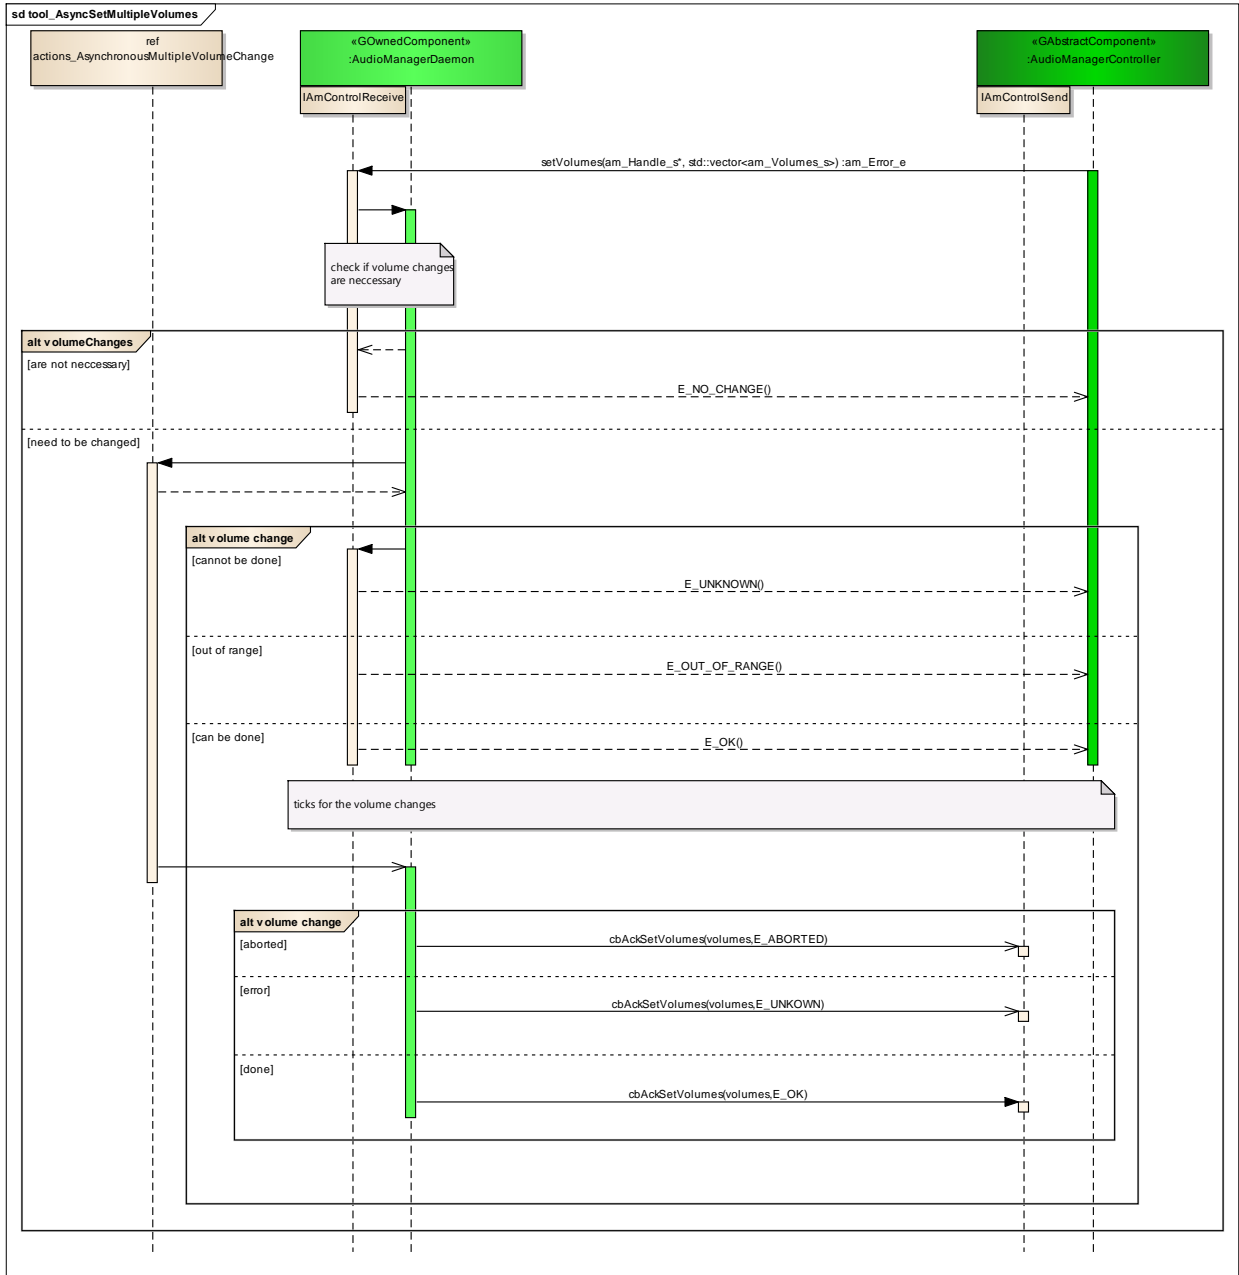 sd tool_AsyncSetMultipleVolumes
ref
actions_AsynchronousMultipleVolumeChange
«GOwnedComponent»
:AudioManagerDaemon
«GAbstractComponent»
:AudioManagerController
IAmControlReceive
IAmControlSend
setVolumes(am_Handle_s*, std::vector<am_Volumes_s>) :am_Error_e
check if volume changes
are neccessary
alt volumeChanges
[are not neccessary]
E_NO_CHANGE()
[need to be changed]
alt volume change
[cannot be done]
E_UNKNOWN()
[out of range]
E_OUT_OF_RANGE()
[can be done]
E_OK()
ticks for the volume changes
alt volume change
[aborted]
cbAckSetVolumes(volumes,E_ABORTED)
[error]
cbAckSetVolumes(volumes,E_UNKOWN)
[done]
cbAckSetVolumes(volumes,E_OK)